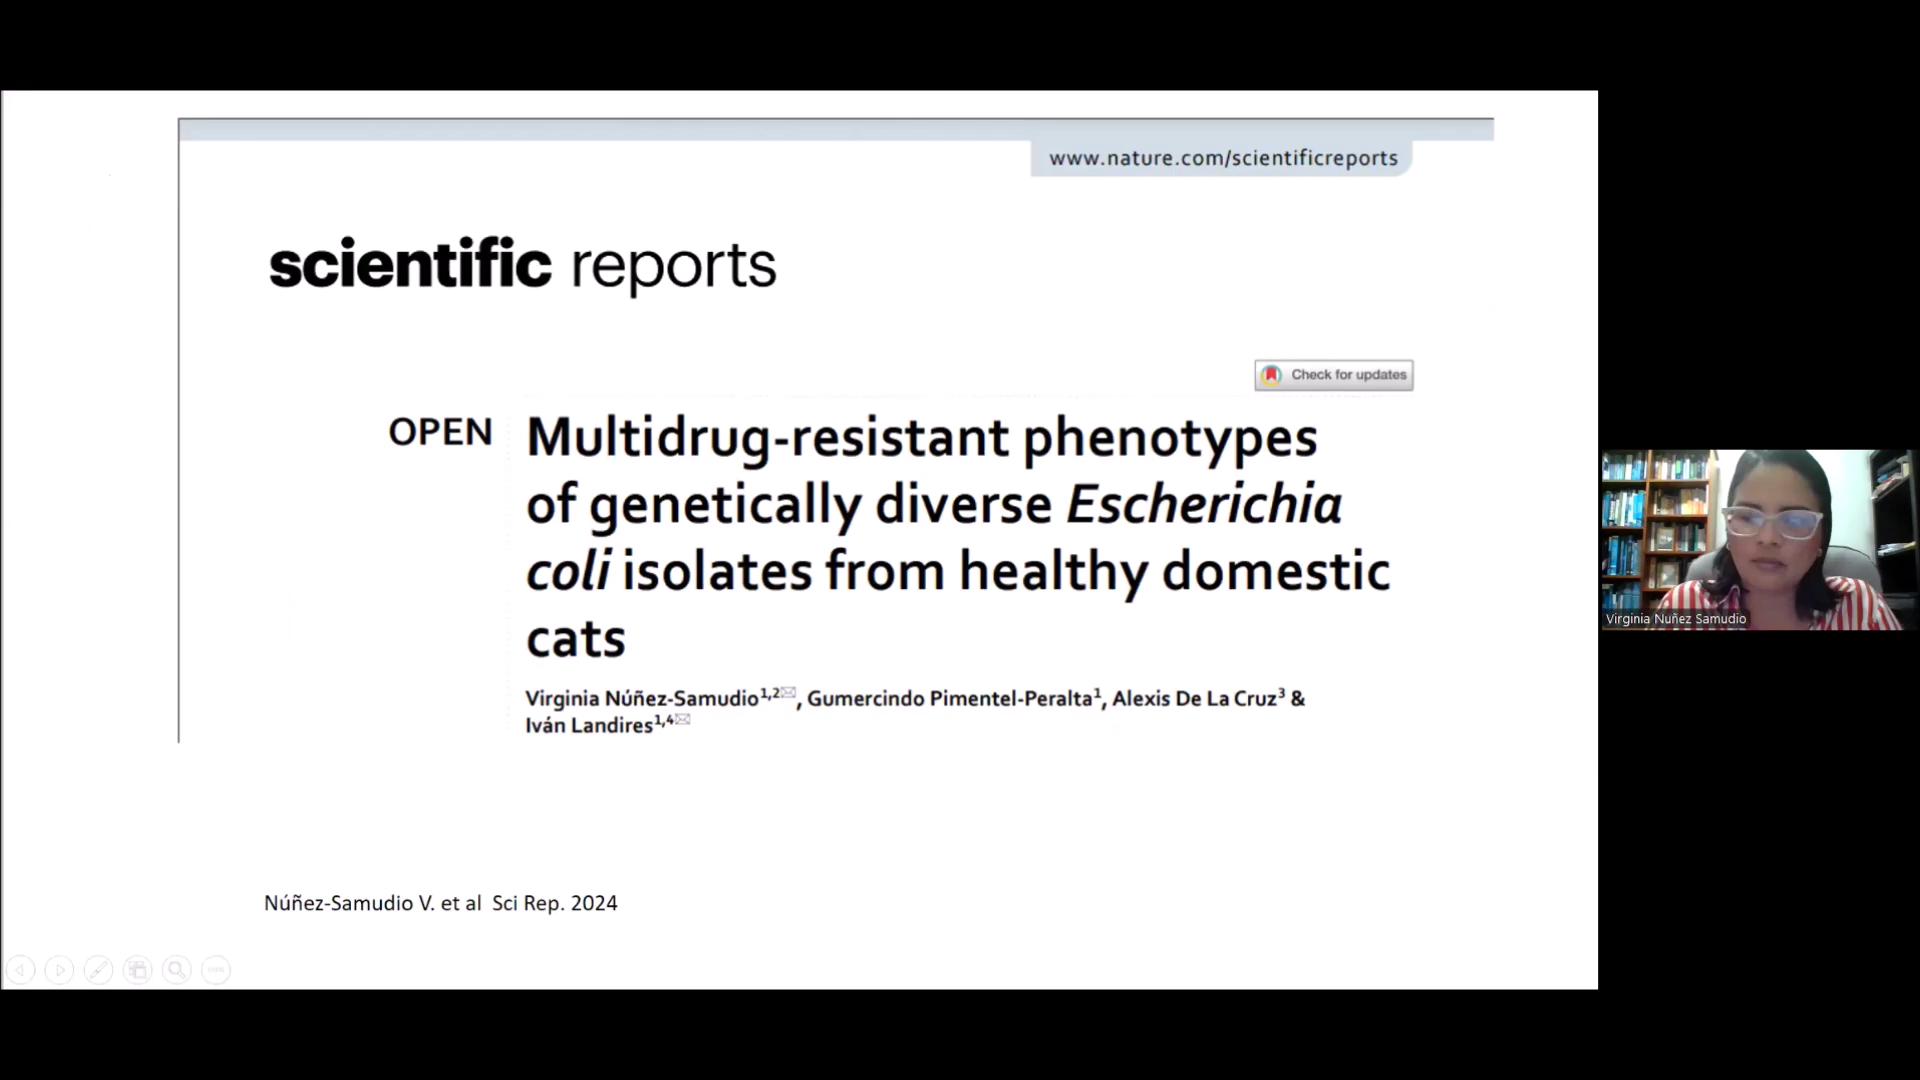 www.nature.com/scientificreports
scientific reports
Check for updates
OPEN
Multidrug-resistant phenotypes
of genetically diverse Escherichia
coli isolates from healthy domestic
cats
Virginia Núñez-Samudio1,2✉, Gumercindo Pimentel-Peralta1, Alexis De La Cruz3 &
Iván Landires1,4✉
Núñez-Samudio V. et al Sci Rep. 2024
Virginia Nuñez Samudio